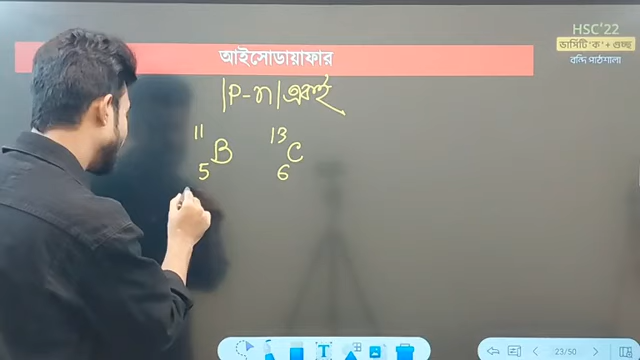 HSC'22
ভার্সিটি 'ক' + গুচ্ছ
বন্দি পাঠশালা
আইসোডায়াফার
|P-n| একই
11 13
B C
5 6
23/50